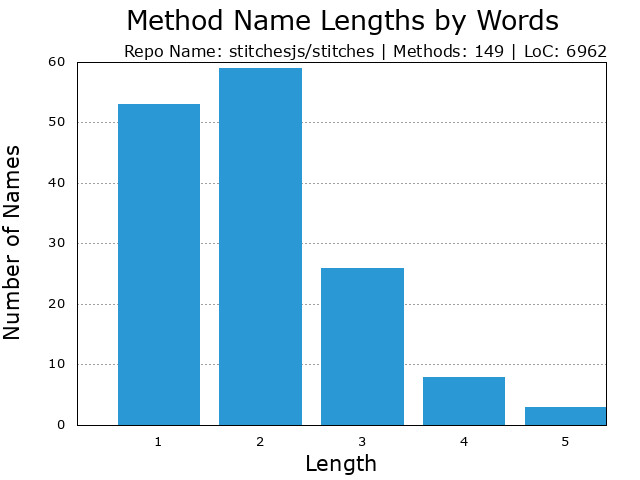 Method Name Lengths by Words
Repo Name: stitchesjs/stitches | Methods: 149 | LoC: 6962
Number of Names
60
50
40
30
20
10
0
1 2 3 4 5
Length